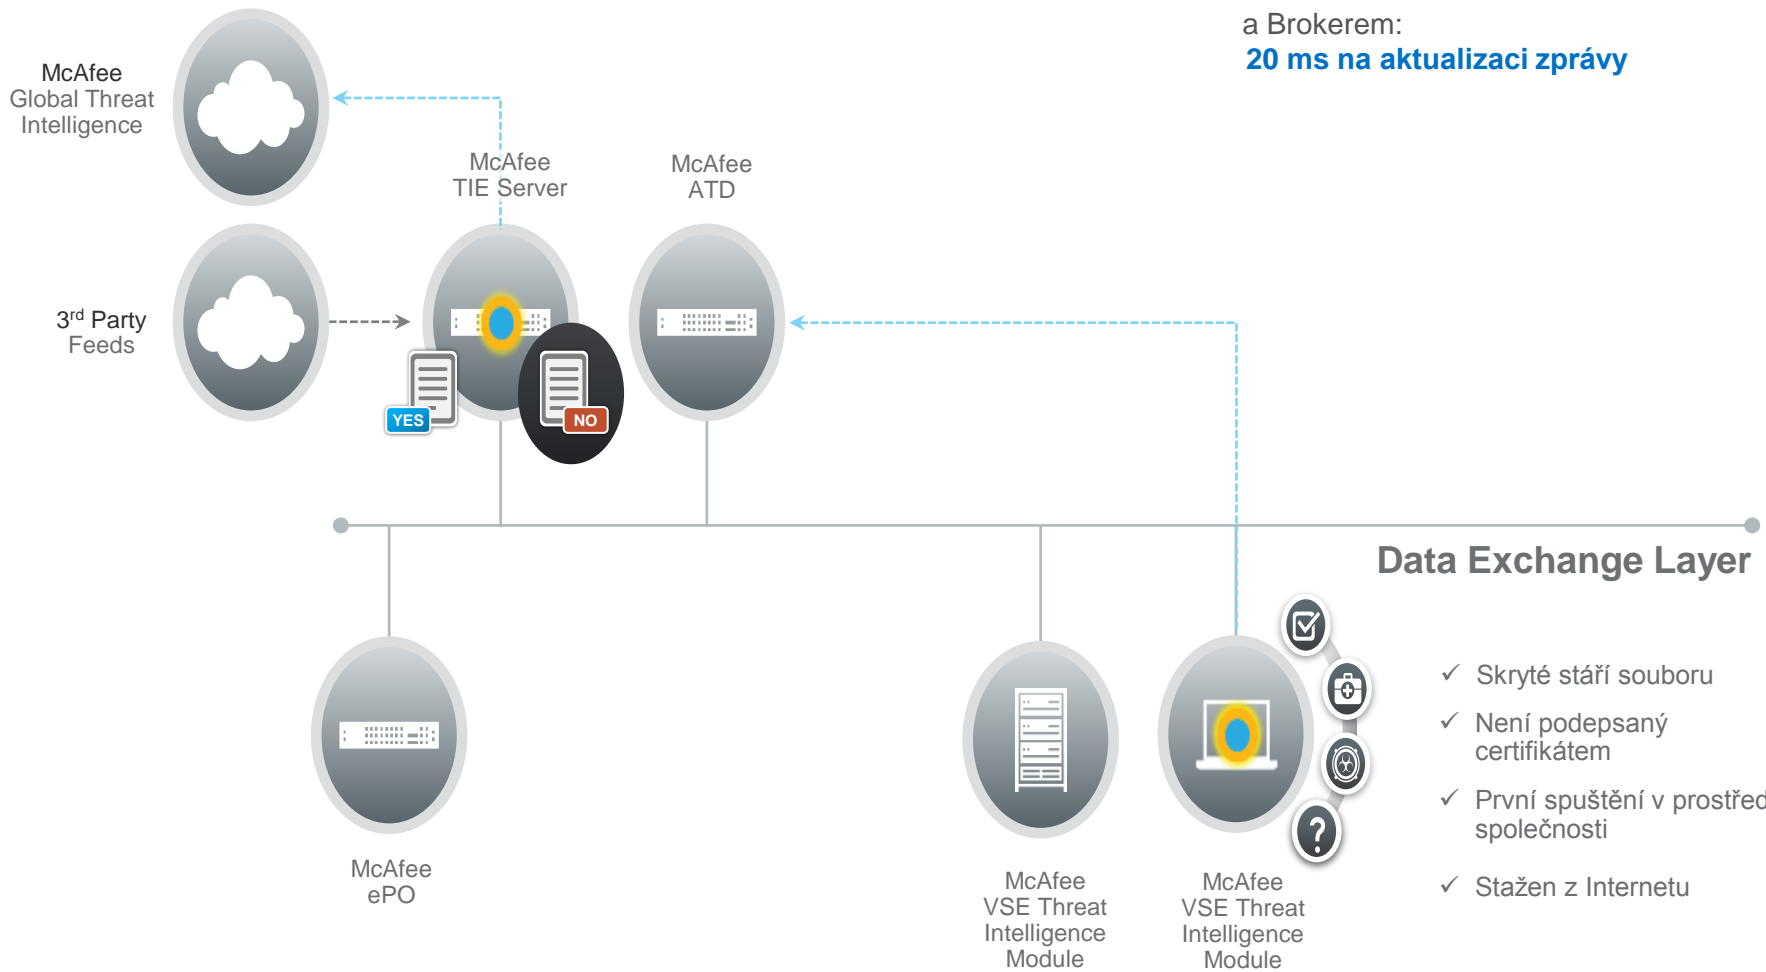 a Brokerem:
20 ms na aktualizaci zprávy
McAfee
Global Threat
Intelligence
McAfee
TIE Server
McAfee
ATD
3rd Party
Feeds
YES
NO
Data Exchange Layer
✓ Skryté stáří souboru
✓ Není podepsaný
certifikátem
✓ První spuštění v prostřed
společnosti
✓ Stažen z Internetu
McAfee
ePO
McAfee
VSE Threat
Intelligence
Module
McAfee
VSE Threat
Intelligence
Module